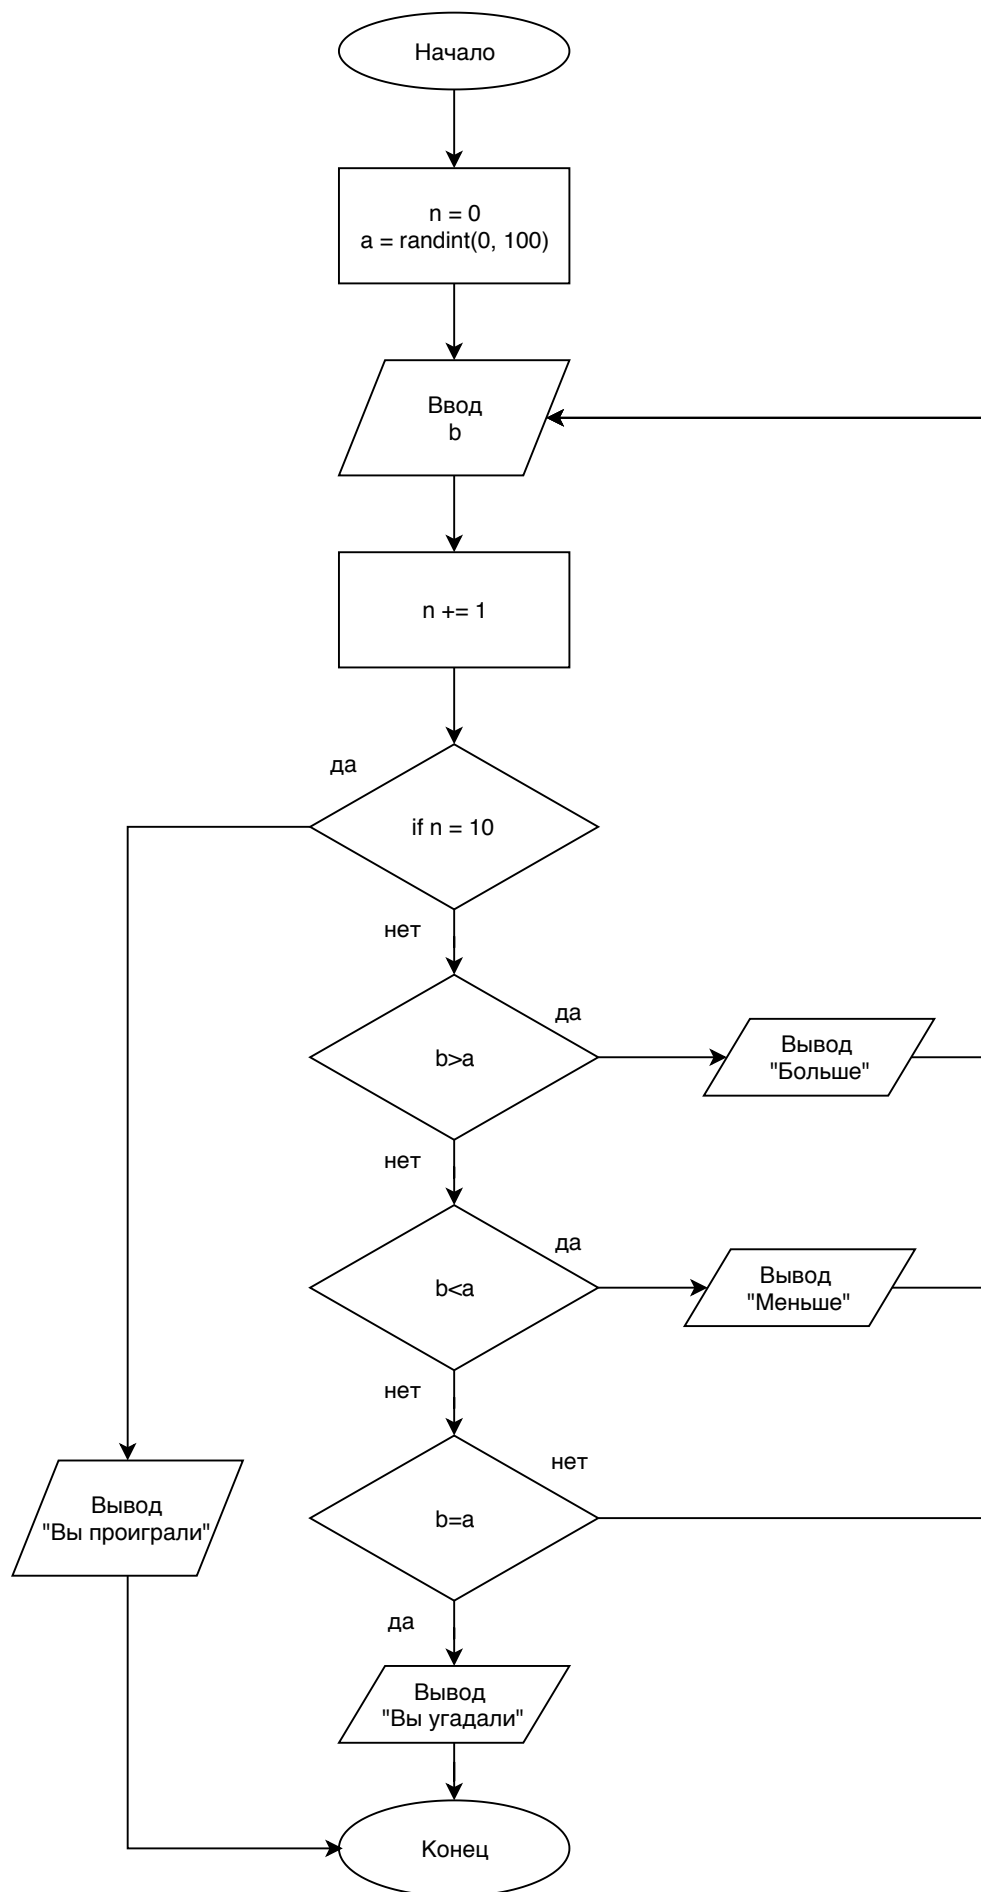 Начало
n = 0
a = randint(0, 100)
Ввод
b
n += 1
да
if n = 10
нет
да
b>a
Вывод
"Больше"
нет
да
b<a
Вывод
"Меньше"
нет
нет
b=a
Вывод
"Вы проиграли"
да
Вывод
"Вы угадали"
Конец